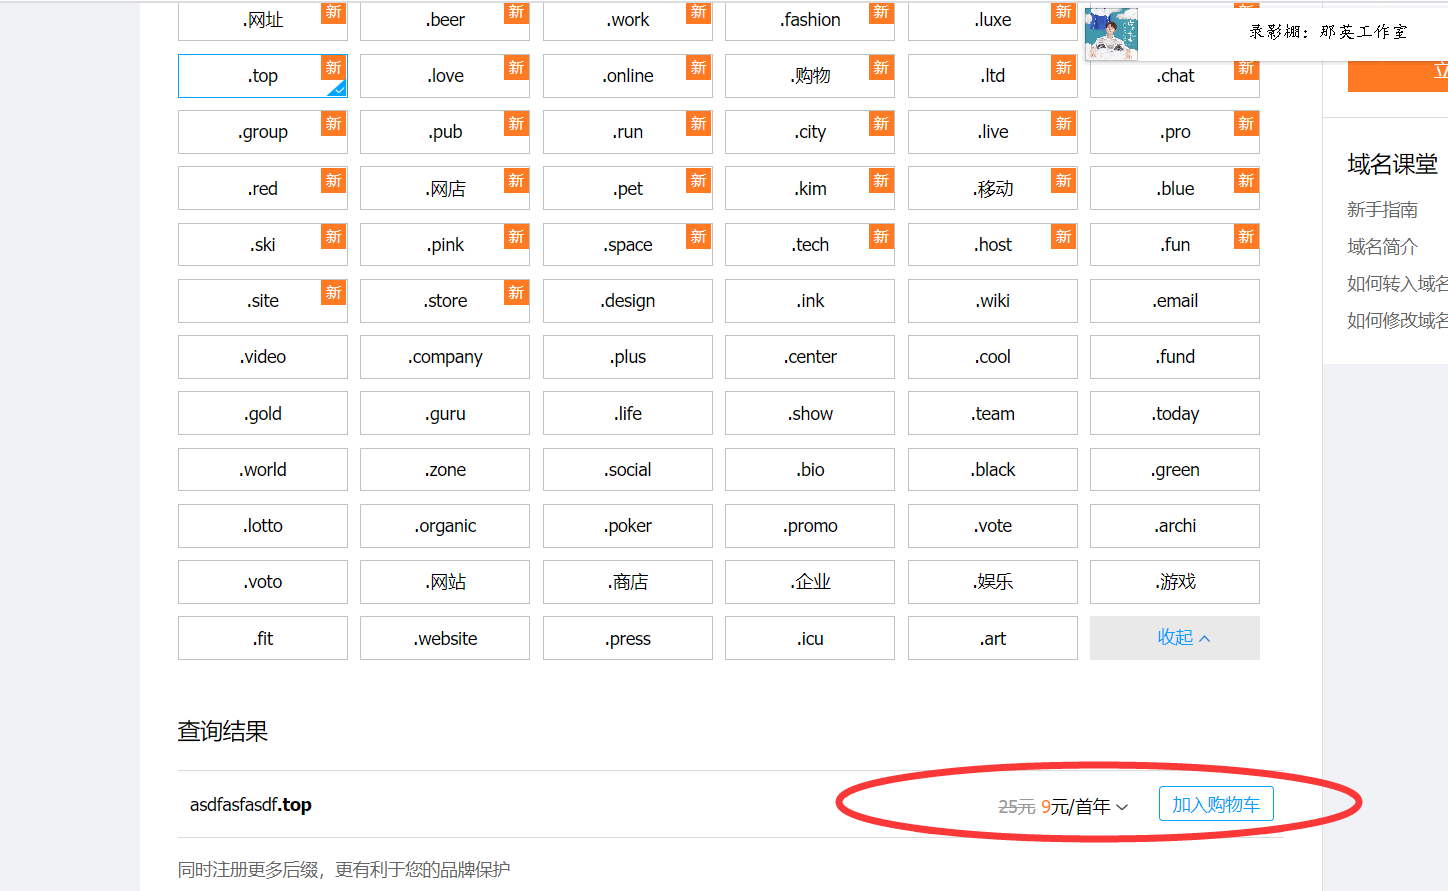 .网址 新 .beer 新 .work 新 .fashion 新 .luxe 新 新
录影棚：那英工作室
.top 新 .love 新 .online 新 .购物 新 .ltd 新 .chat 新
立
.group 新 .pub 新 .run 新 .city 新 .live 新 .pro 新
域名课堂
.red 新 .网店 新 .pet 新 .kim 新 .移动 新 .blue 新
新手指南
.ski 新 .pink 新 .space 新 .tech 新 .host 新 .fun 新
域名简介
如何转入域名
.site 新 .store 新 .design .ink .wiki .email
如何修改域名
.video .company .plus .center .cool .fund
.gold .guru .life .show .team .today
.world .zone .social .bio .black .green
.lotto .organic .poker .promo .vote .archi
.voto .网站 .商店 .企业 .娱乐 .游戏
.fit .website .press .icu .art 收起
查询结果
asdfasfasdf.top 25元 9元/首年 加入购物车
同时注册更多后缀，更有利于您的品牌保护